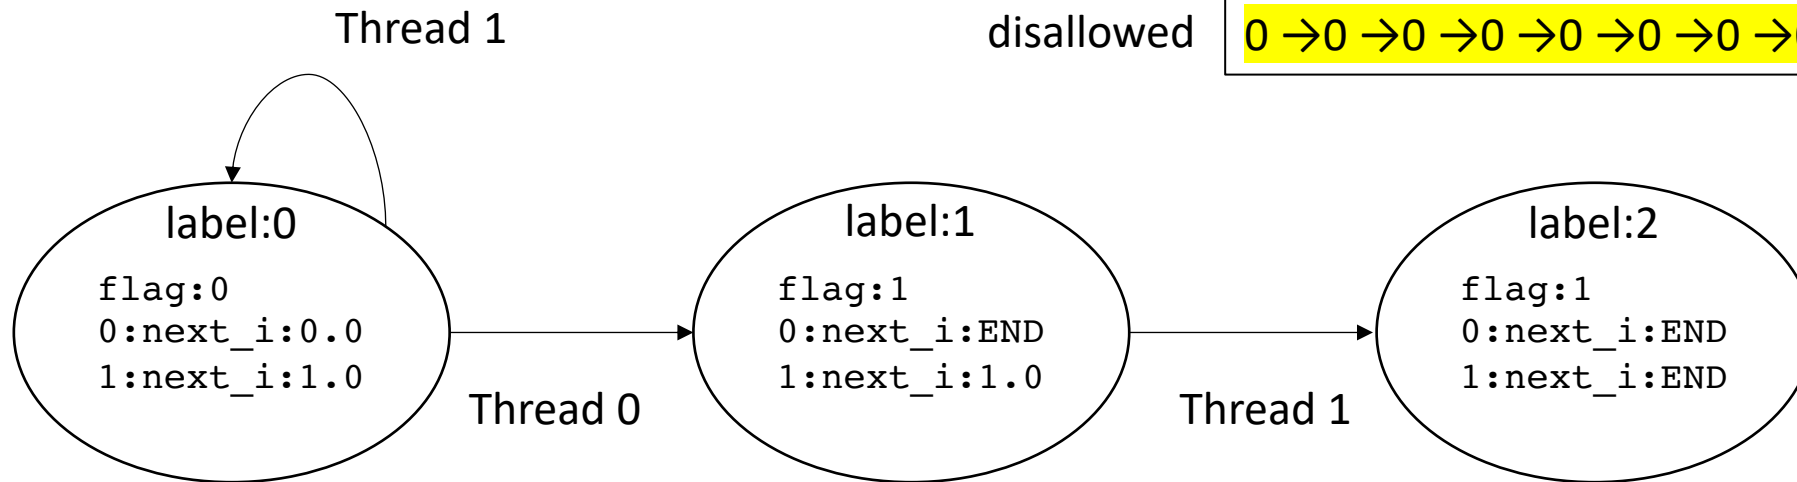 Thread 1
disallowed
0 →0 →0 →0 →0 →0 →0 →
label:0
flag:0
0:next_i:0.0
1:next_i:1.0
label:1
flag:1
0:next_i:END
1:next_i:1.0
label:2
flag:1
0:next_i:END
1:next_i:END
Thread 0
Thread 1